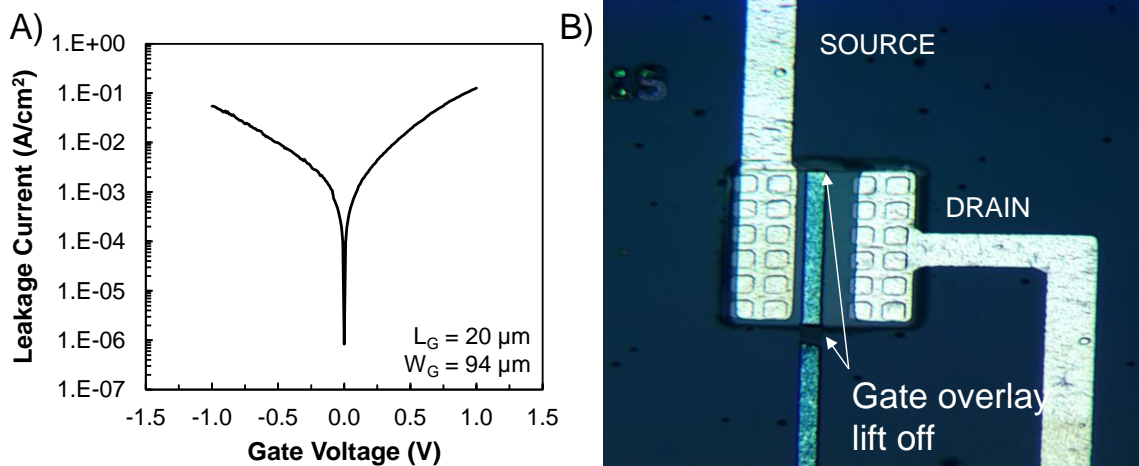 A)
1.E+00
1.E-01
1.E-02
1.E-03
1.E-04
1.E-05
1.E-06
1.E-07
Leakage Current (A/cm²)
L_G = 20 µm
W_G = 94 µm
-1.5 -1.0 -0.5 0.0 0.5 1.0 1.5
Gate Voltage (V)
B)
SOURCE
DRAIN
Gate overlay
lift off